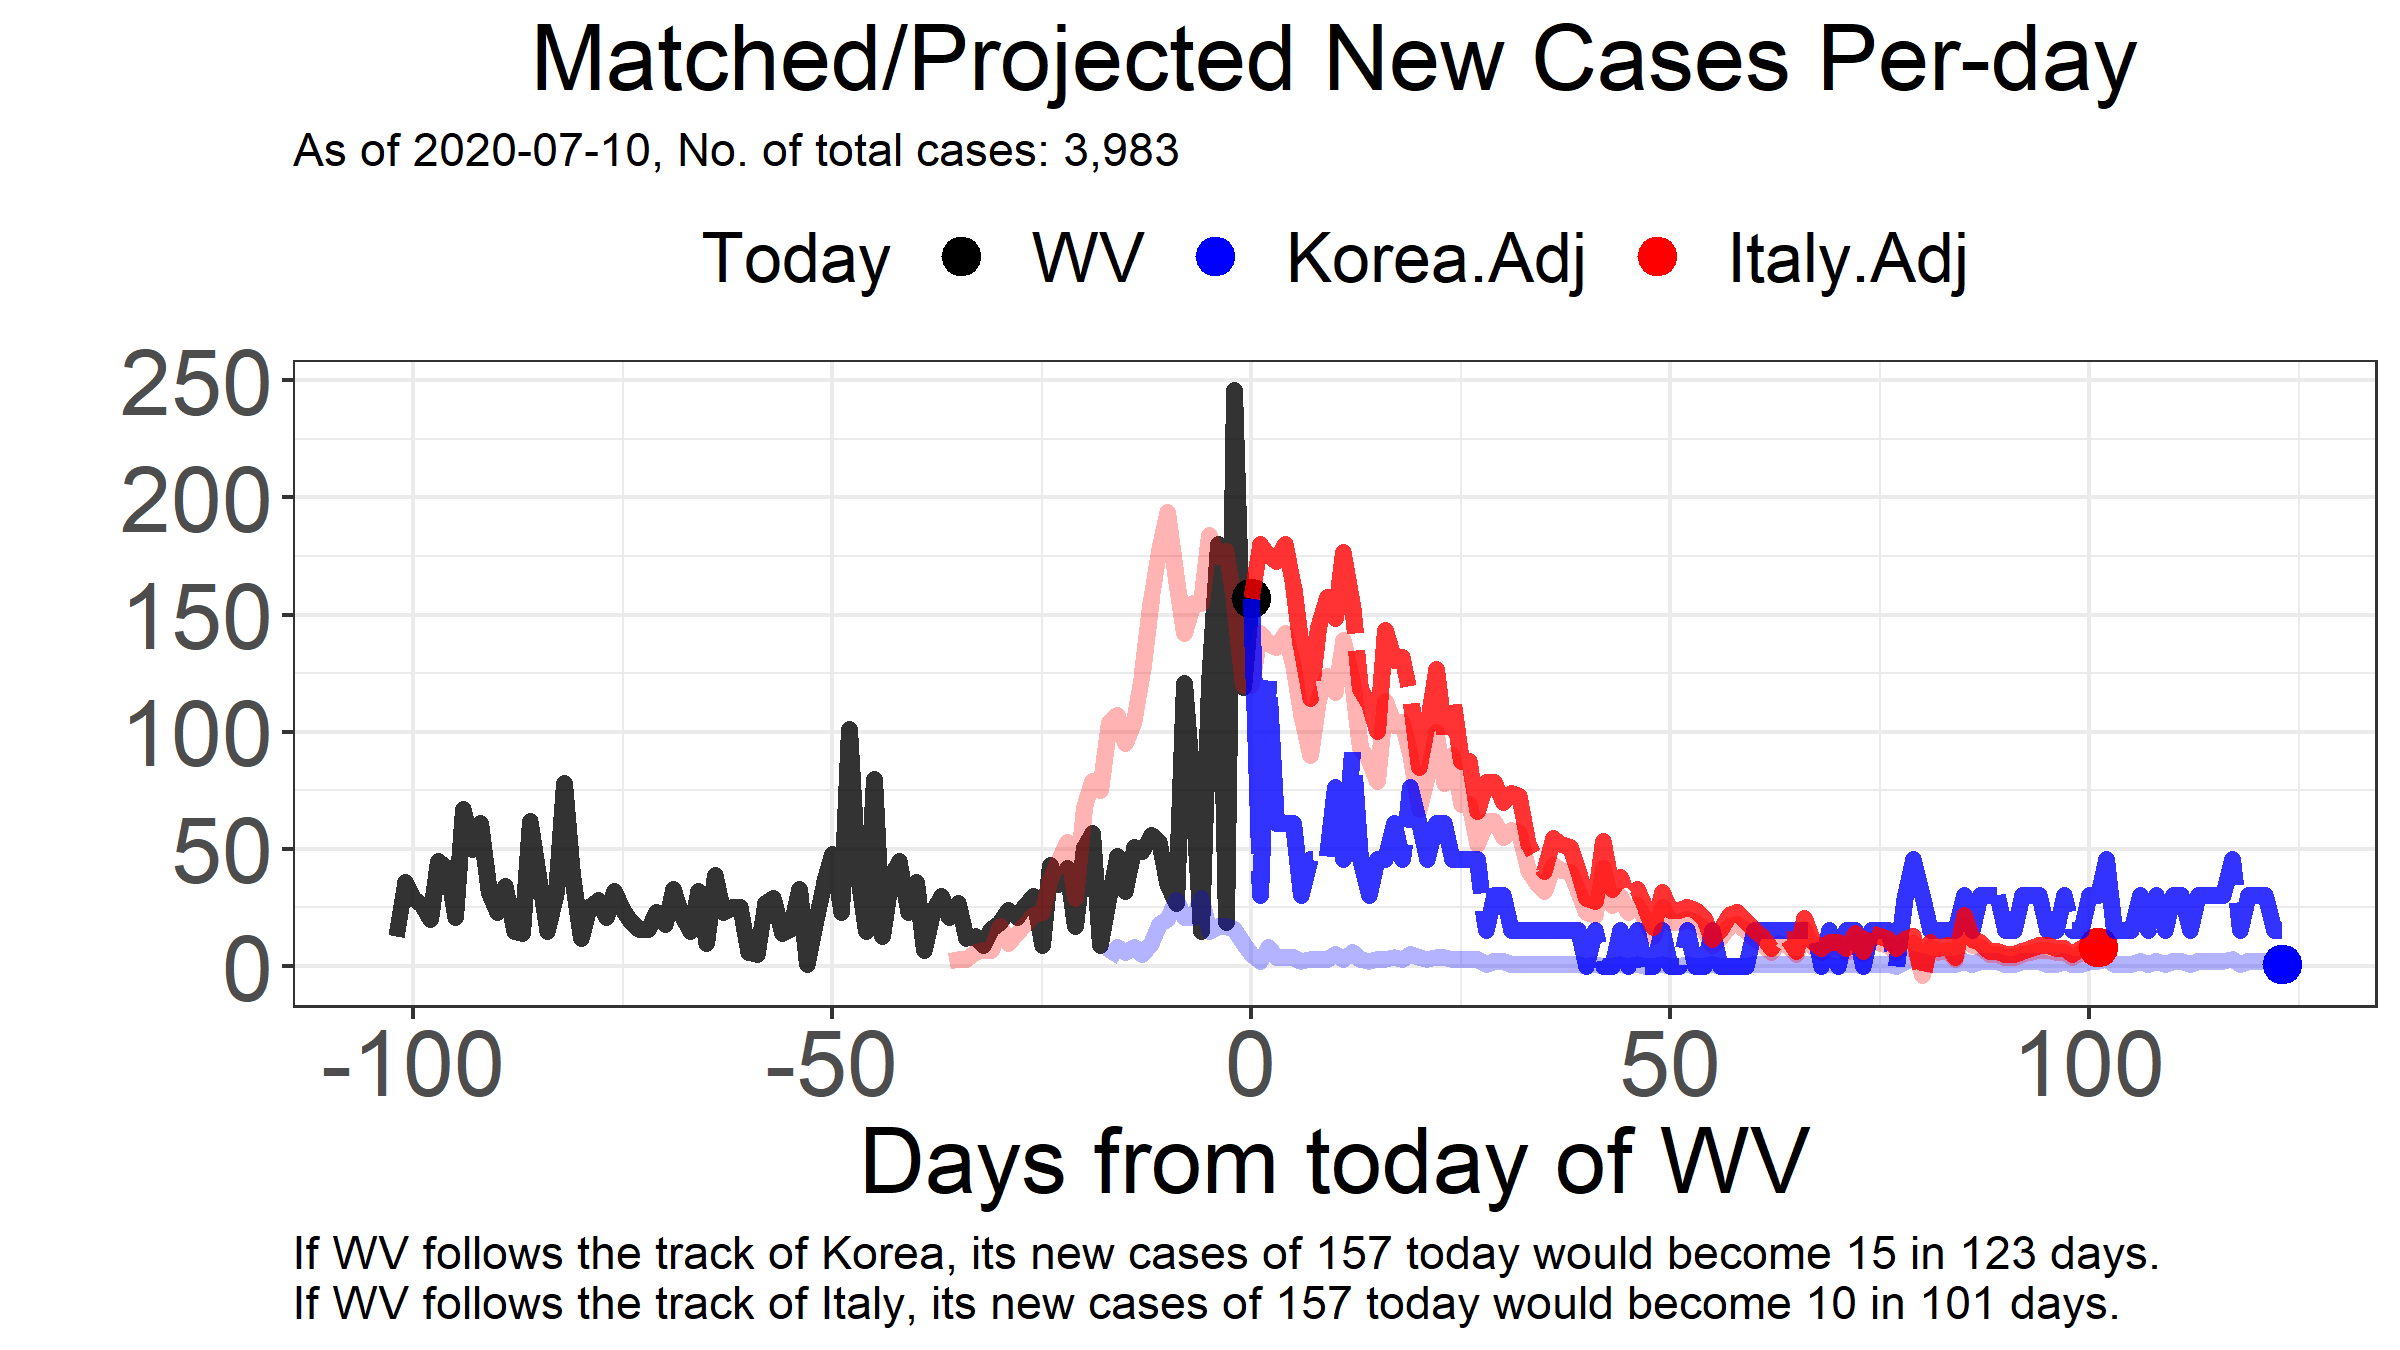 Matched/Projected New Cases Per-day
As of 2020-07-10, No. of total cases: 3,983
Today WV Korea.Adj Italy.Adj
250
200
150
100
50
0
-100 -50 0 50 100
Days from today of WV
If WV follows the track of Korea, its new cases of 157 today would become 15 in 123 days.
If WV follows the track of Italy, its new cases of 157 today would become 10 in 101 days.